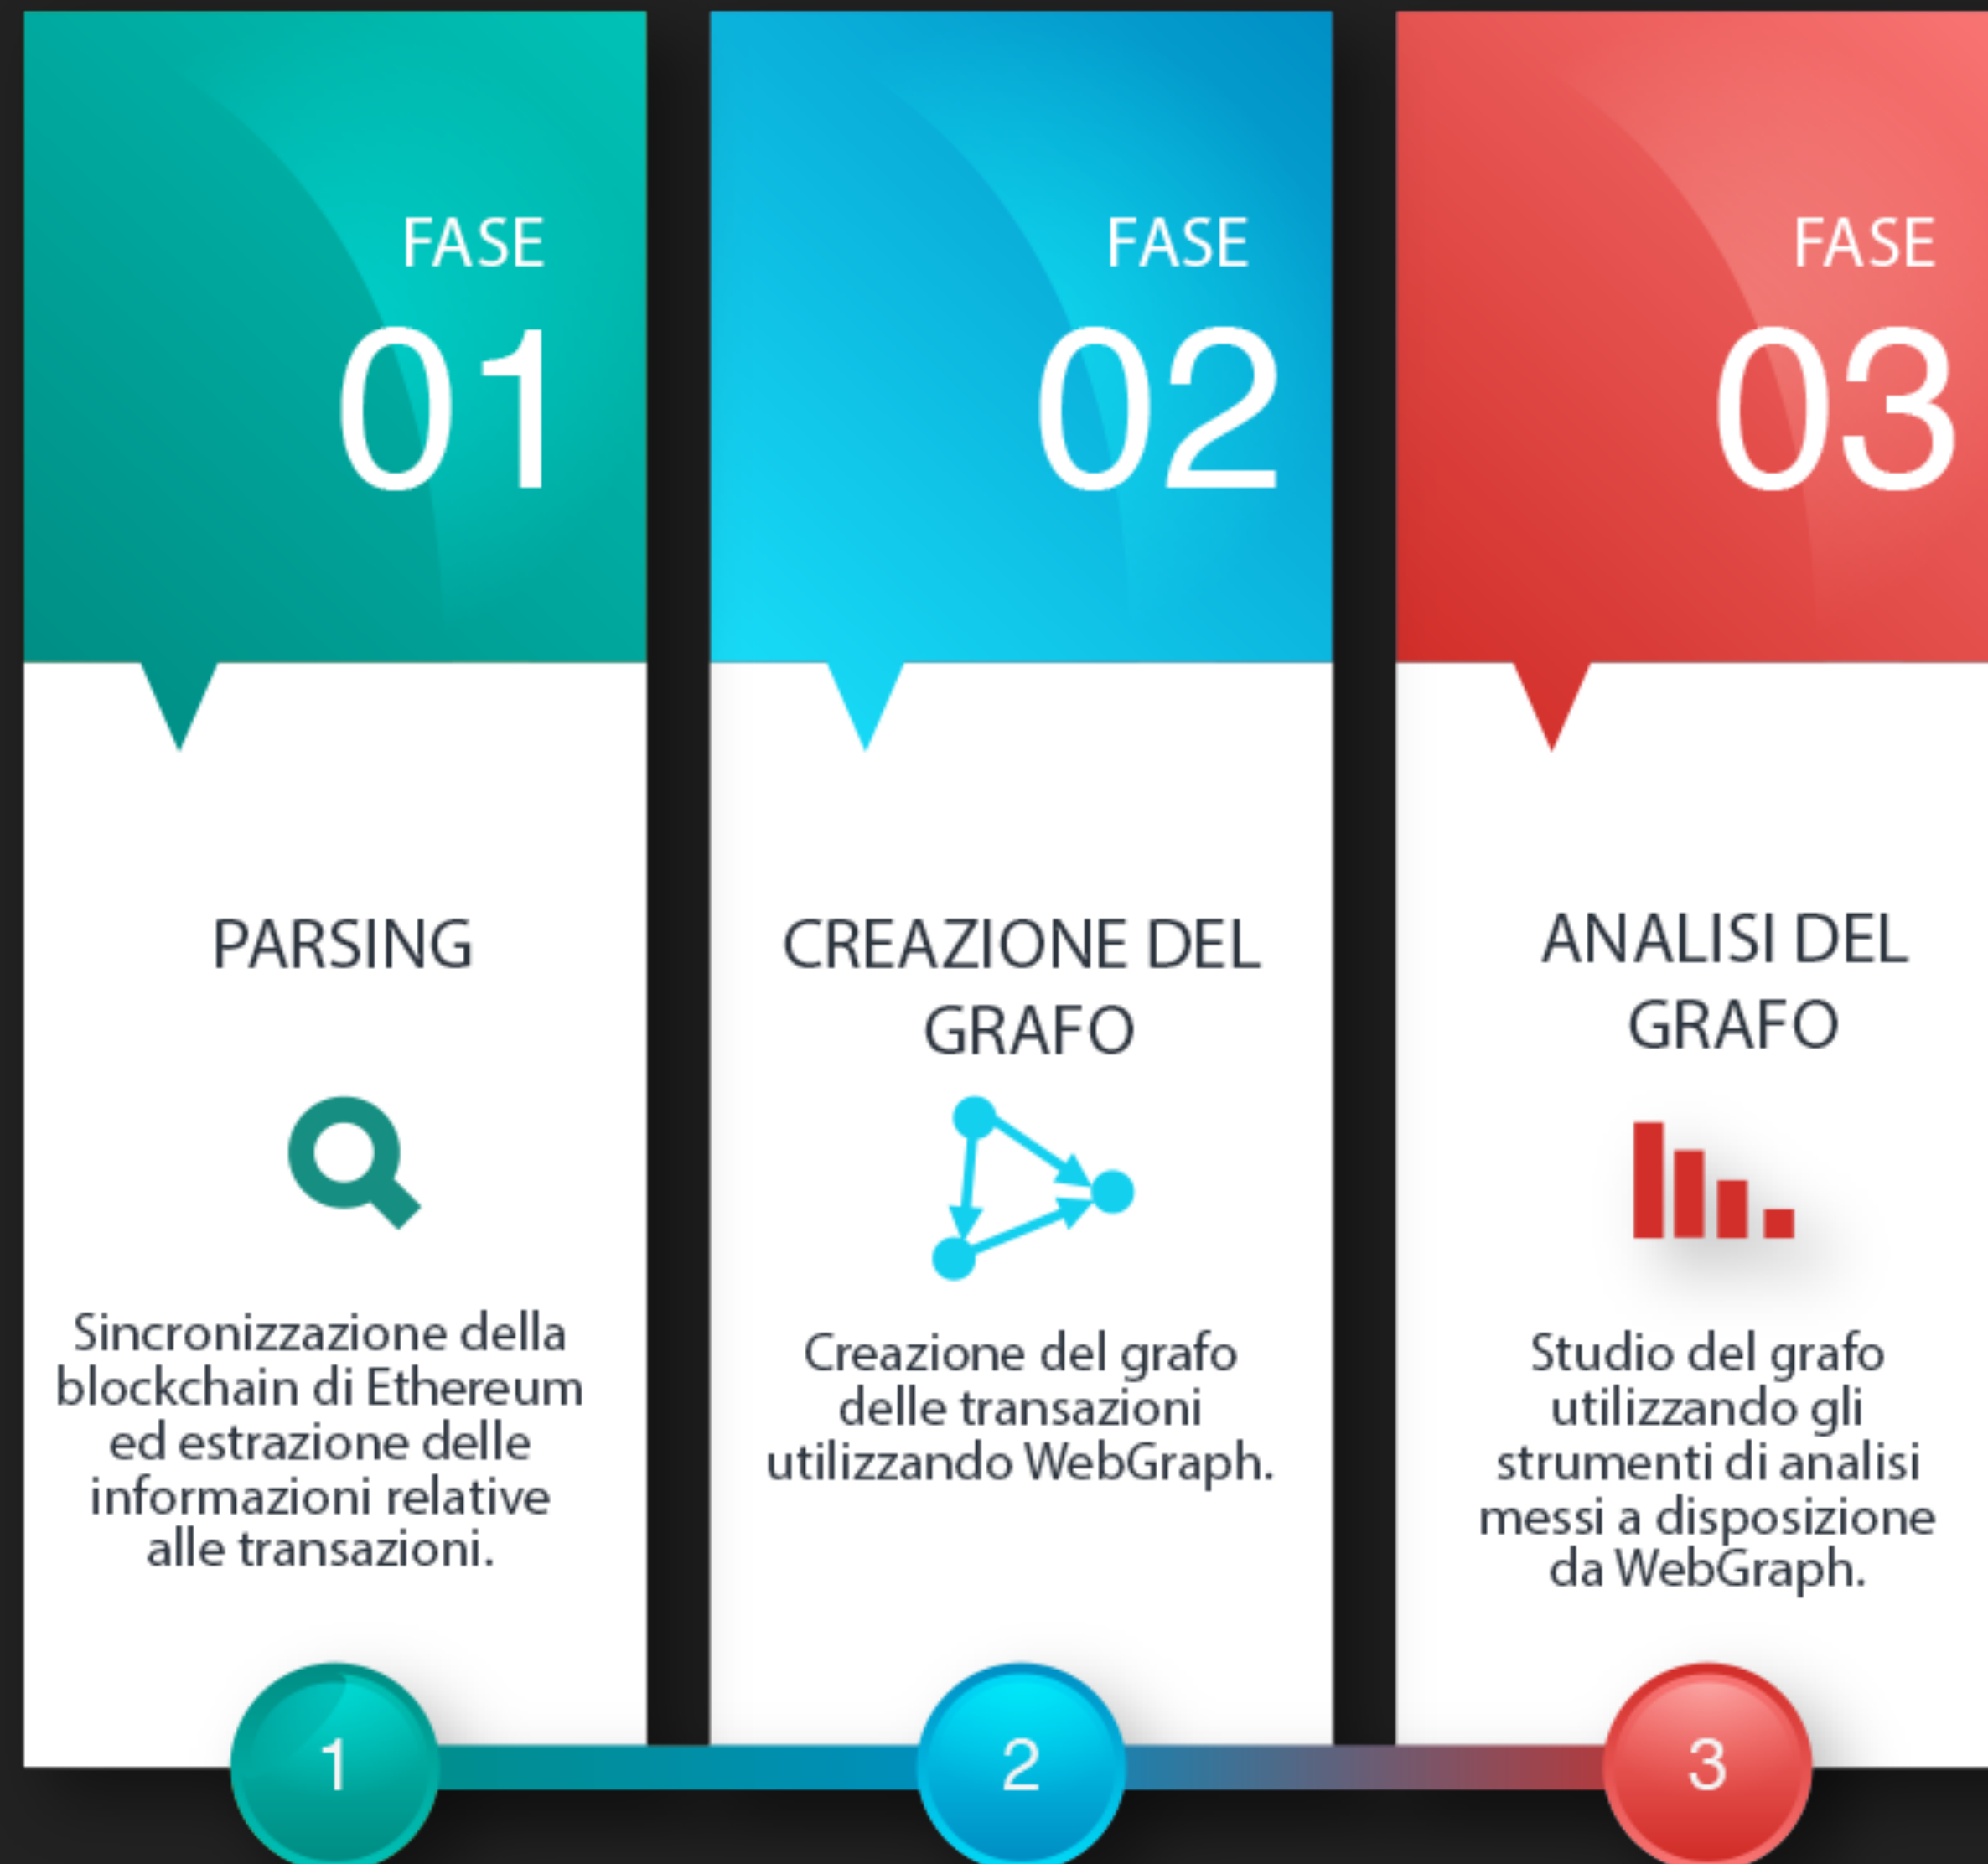 FASE
01
PARSING
Sincronizzazione della
blockchain di Ethereum
ed estrazione delle
informazioni relative
alle transazioni.
1
FASE
02
CREAZIONE DEL
GRAFO
Creazione del grafo
delle transazioni
utilizzando WebGraph.
2
FASE
03
ANALISI DEL
GRAFO
Studio del grafo
utilizzando gli
strumenti di analisi
messi a disposizione
da WebGraph.
3